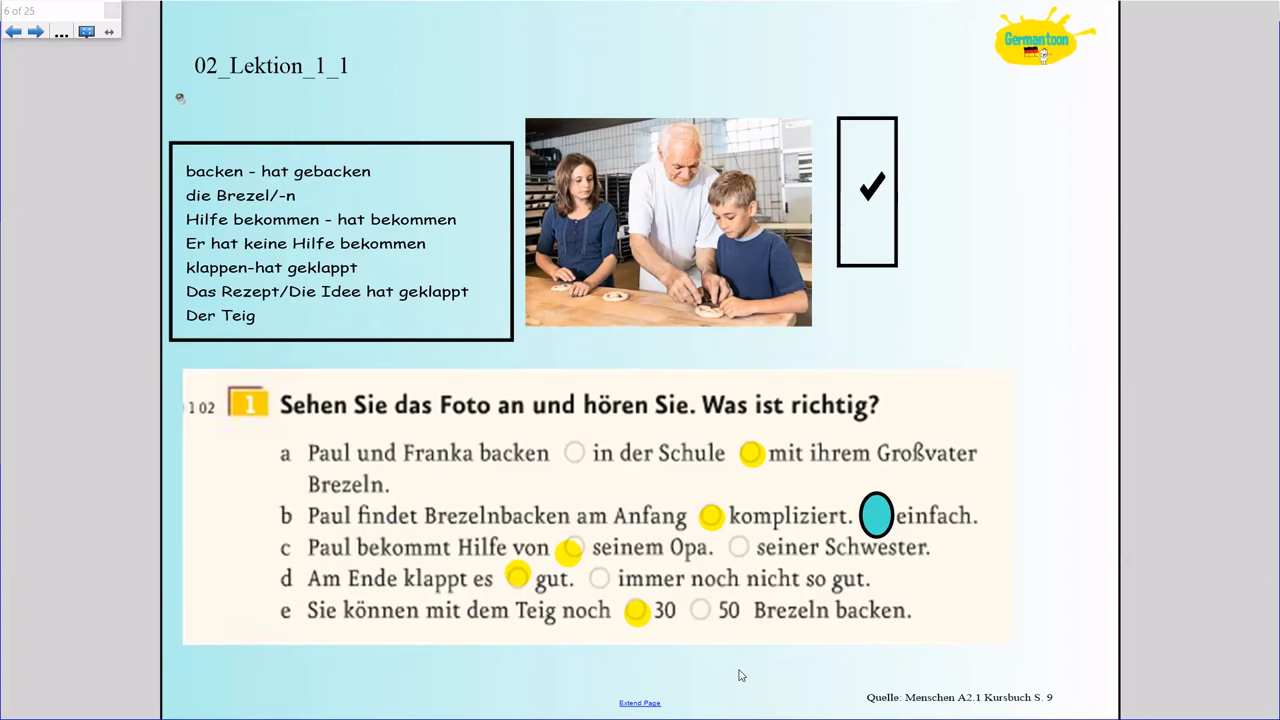 6 of 25
...
Germantoon
02_Lektion_1_1
backen - hat gebacken
die Brezel/-n
Hilfe bekommen - hat bekommen
Er hat keine Hilfe bekommen
klappen-hat geklappt
Das Rezept/Die Idee hat geklappt
Der Teig
1 02 1 Sehen Sie das Foto an und hören Sie. Was ist richtig?
a Paul und Franka backen in der Schule mit ihrem Großvater
Brezeln.
b Paul findet Brezelnbacken am Anfang kompliziert. einfach.
c Paul bekommt Hilfe von seinem Opa. seiner Schwester.
d Am Ende klappt es gut. immer noch nicht so gut.
e Sie können mit dem Teig noch 30 50 Brezeln backen.
Quelle: Menschen A2.1 Kursbuch S. 9
Extend Page